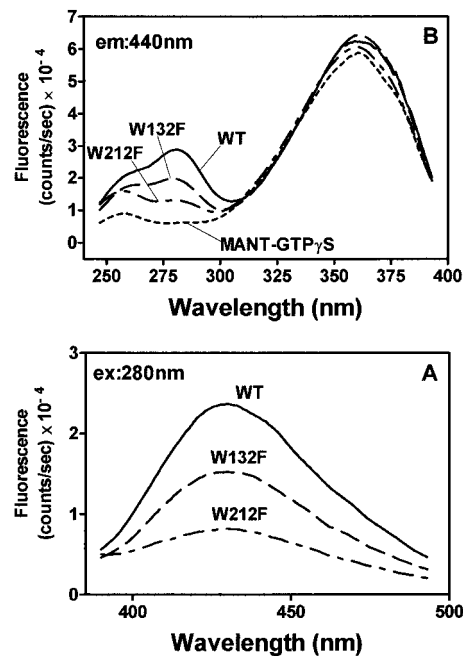 em:440nm
B
Fluorescence
(counts/sec) × 10⁻⁴
7
6
5
4
3
2
1
0
W132F
W212F
WT
MANT-GTPγS
250 275 300 325 350 375 400
Wavelength (nm)
ex:280nm
A
Fluorescence
(counts/sec) × 10⁻⁴
3
2
1
0
WT
W132F
W212F
400 450 500
Wavelength (nm)